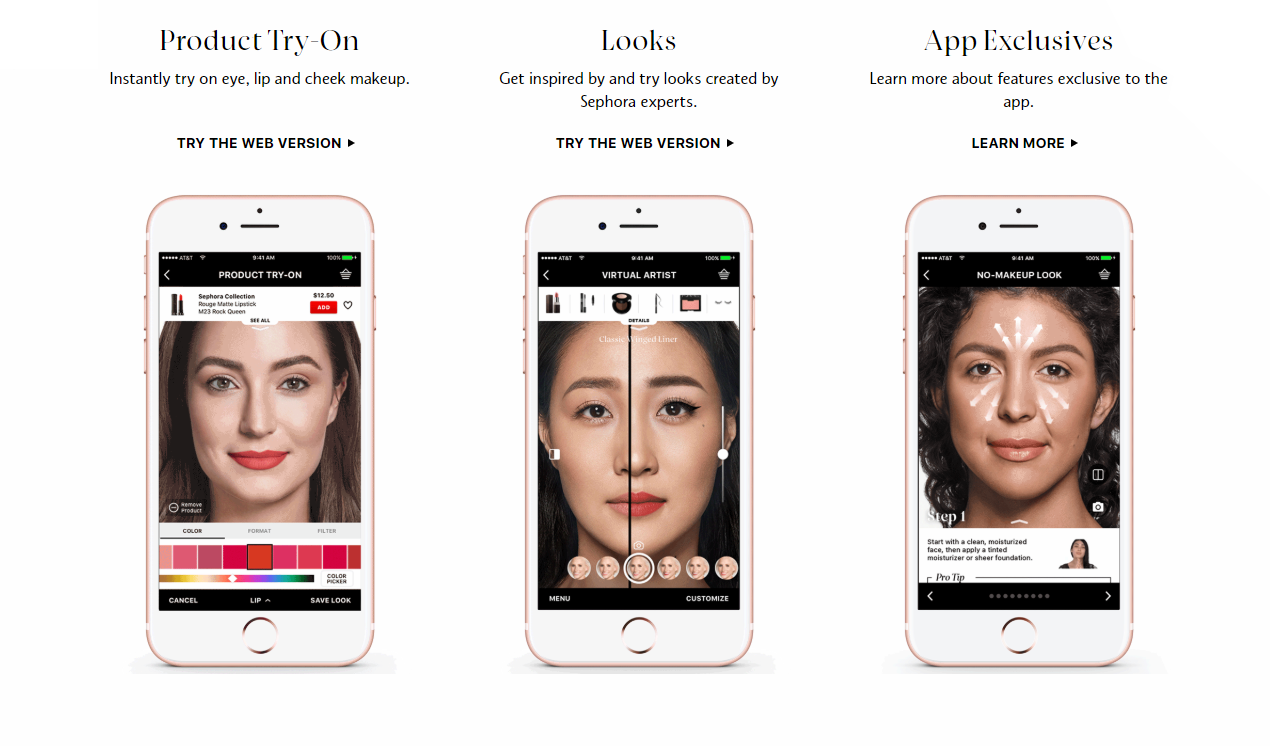 Product Try-On
Instantly try on eye, lip and cheek makeup.
TRY THE WEB VERSION
Looks
Get inspired by and try looks created by
Sephora experts.
TRY THE WEB VERSION
App Exclusives
Learn more about features exclusive to the
app.
LEARN MORE
AT&T 9:41 AM 100%
PRODUCT TRY-ON
Sephora Collection
Rouge Matte Lipstick
M23 Rock Queen
$12.50
ADD
SEE ALL
Remove
Product
COLOR FORMAT FILTER
COLOR
PICKER
CANCEL LIP SAVE LOOK
AT&T 9:41 AM 100%
VIRTUAL ARTIST
DETAILS
Classic Winged Liner
MENU CUSTOMIZE
AT&T 9:41 AM 100%
NO-MAKEUP LOOK
Step 1
Start with a clean, moisturized
face, then apply a tinted
moisturizer or sheer foundation.
Pro Tip